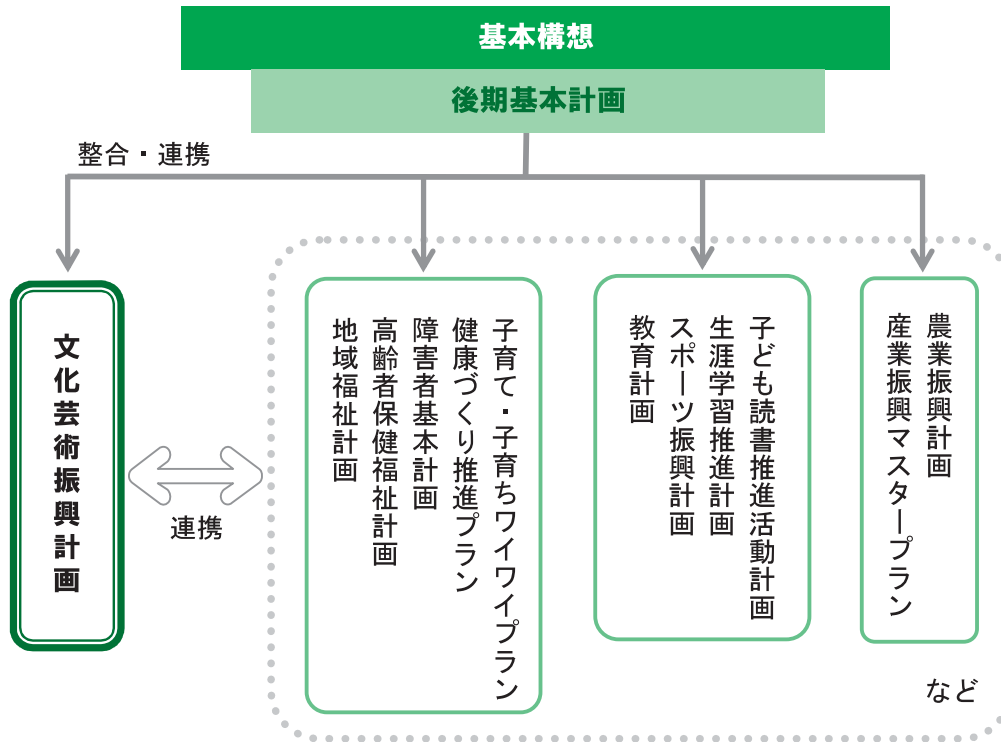 基本構想
後期基本計画
整合・連携
文化芸術振興計画
連携
子育て・子育ちワイワイプラン
健康づくり推進プラン
障害者基本計画
高齢者保健福祉計画
地域福祉計画
子ども読書推進活動計画
生涯学習推進計画
スポーツ振興計画
教育計画
農業振興計画
産業振興マスタープラン
など